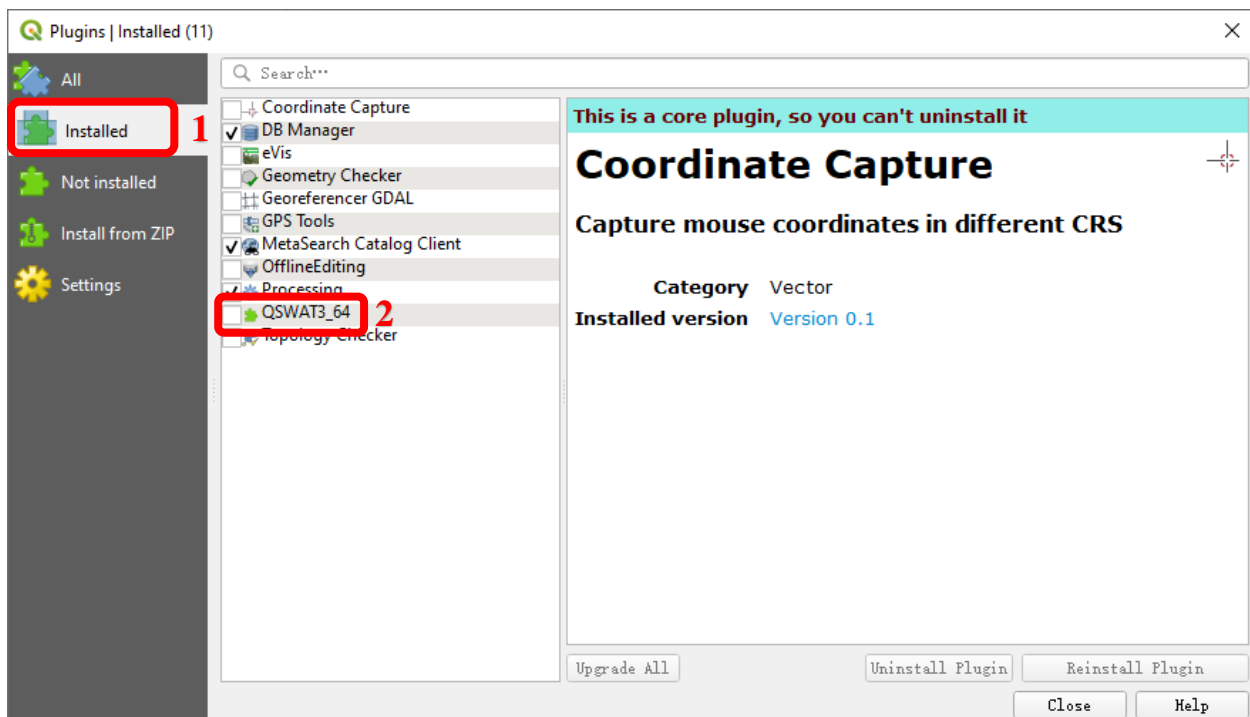 Plugins | Installed (11)
All
Installed
1
Not installed
Install from ZIP
Settings
Search…
Coordinate Capture
DB Manager
eVis
Geometry Checker
Georeferencer GDAL
GPS Tools
MetaSearch Catalog Client
OfflineEditing
Processing
QSWAT3_64
2
Topology Checker
This is a core plugin, so you can't uninstall it
Coordinate Capture
Capture mouse coordinates in different CRS
Category Vector
Installed version Version 0.1
Upgrade All
Uninstall Plugin
Reinstall Plugin
Close
Help